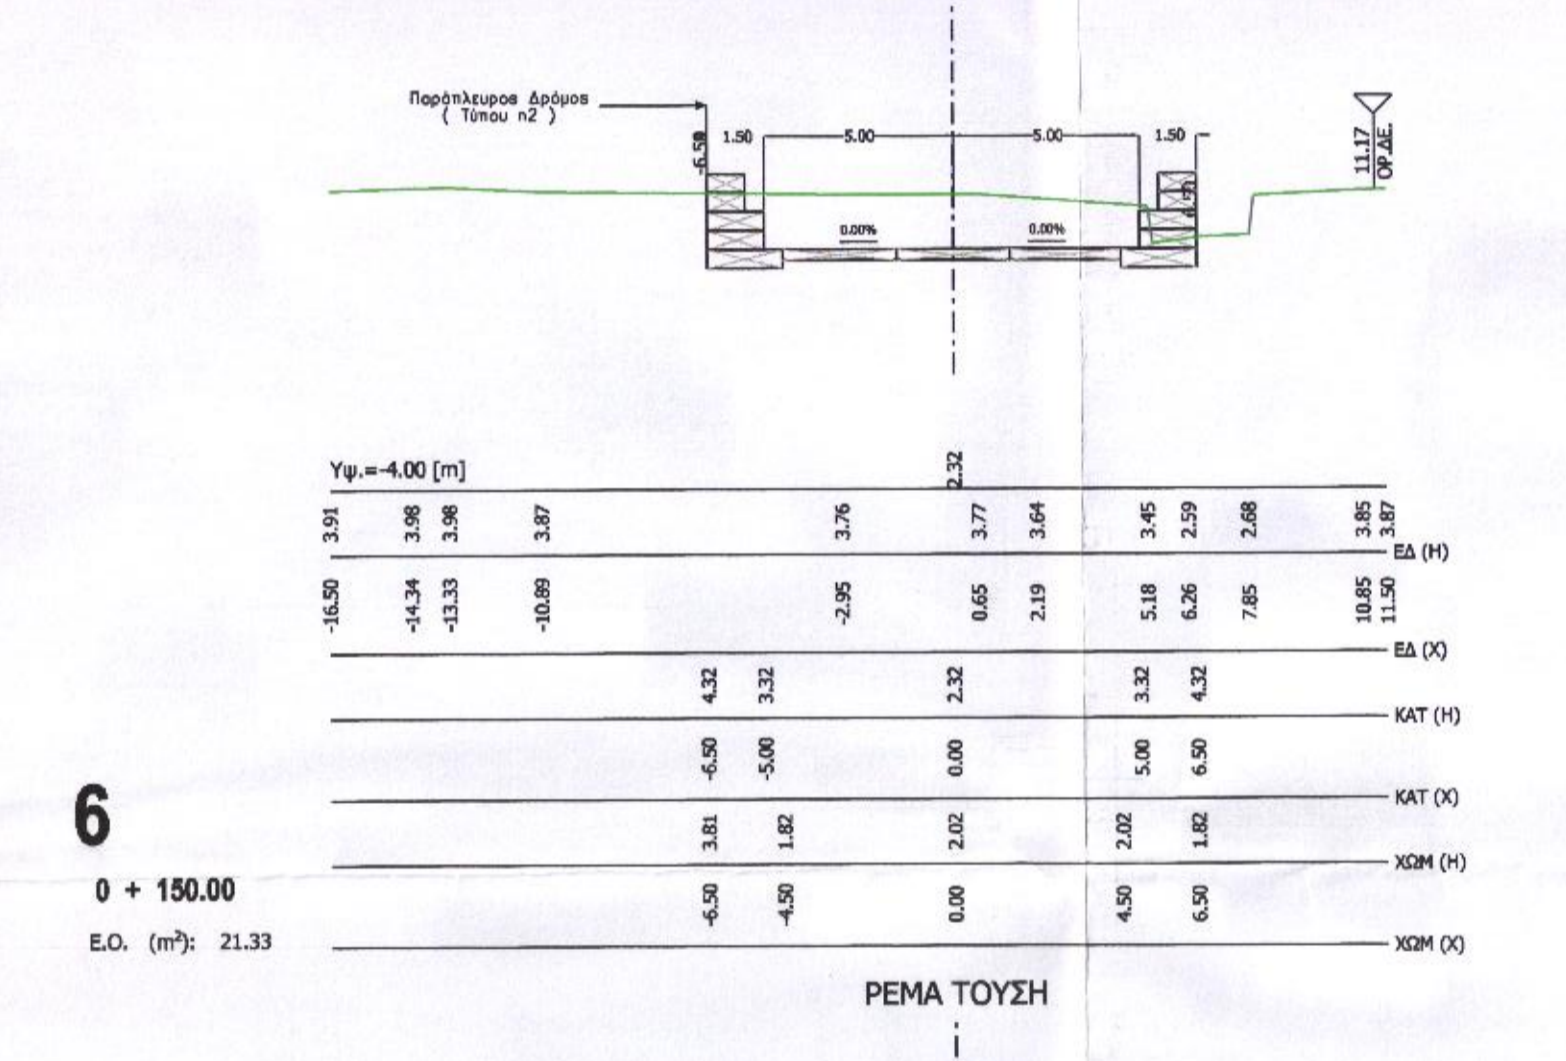 Παράπλευρος Δρόμος
( Τύπου n2 )
-6.50
1.50
5.00
5.00
1.50
11.17
ΟΡ.ΔΕ.
0.00%
0.00%
Υψ.=-4.00 [m]
2.32
3.91 3.98 3.98 3.87 3.76 3.77 3.64 3.45 2.59 2.68 3.85 3.87
ΕΔ (Η)
-16.50 -14.34 -13.33 -10.89 -2.95 0.65 2.19 5.18 6.26 7.85 10.85 11.50
ΕΔ (Χ)
4.32 3.32 2.32 3.32 4.32
ΚΑΤ (Η)
-6.50 -5.00 0.00 5.00 6.50
ΚΑΤ (Χ)
3.81 1.82 2.02 2.02 1.82
ΧΩΜ (Η)
-6.50 -4.50 0.00 4.50 6.50
ΧΩΜ (Χ)
6
0 + 150.00
Ε.Ο. (m²): 21.33
ΡΕΜΑ ΤΟΥΣΗ